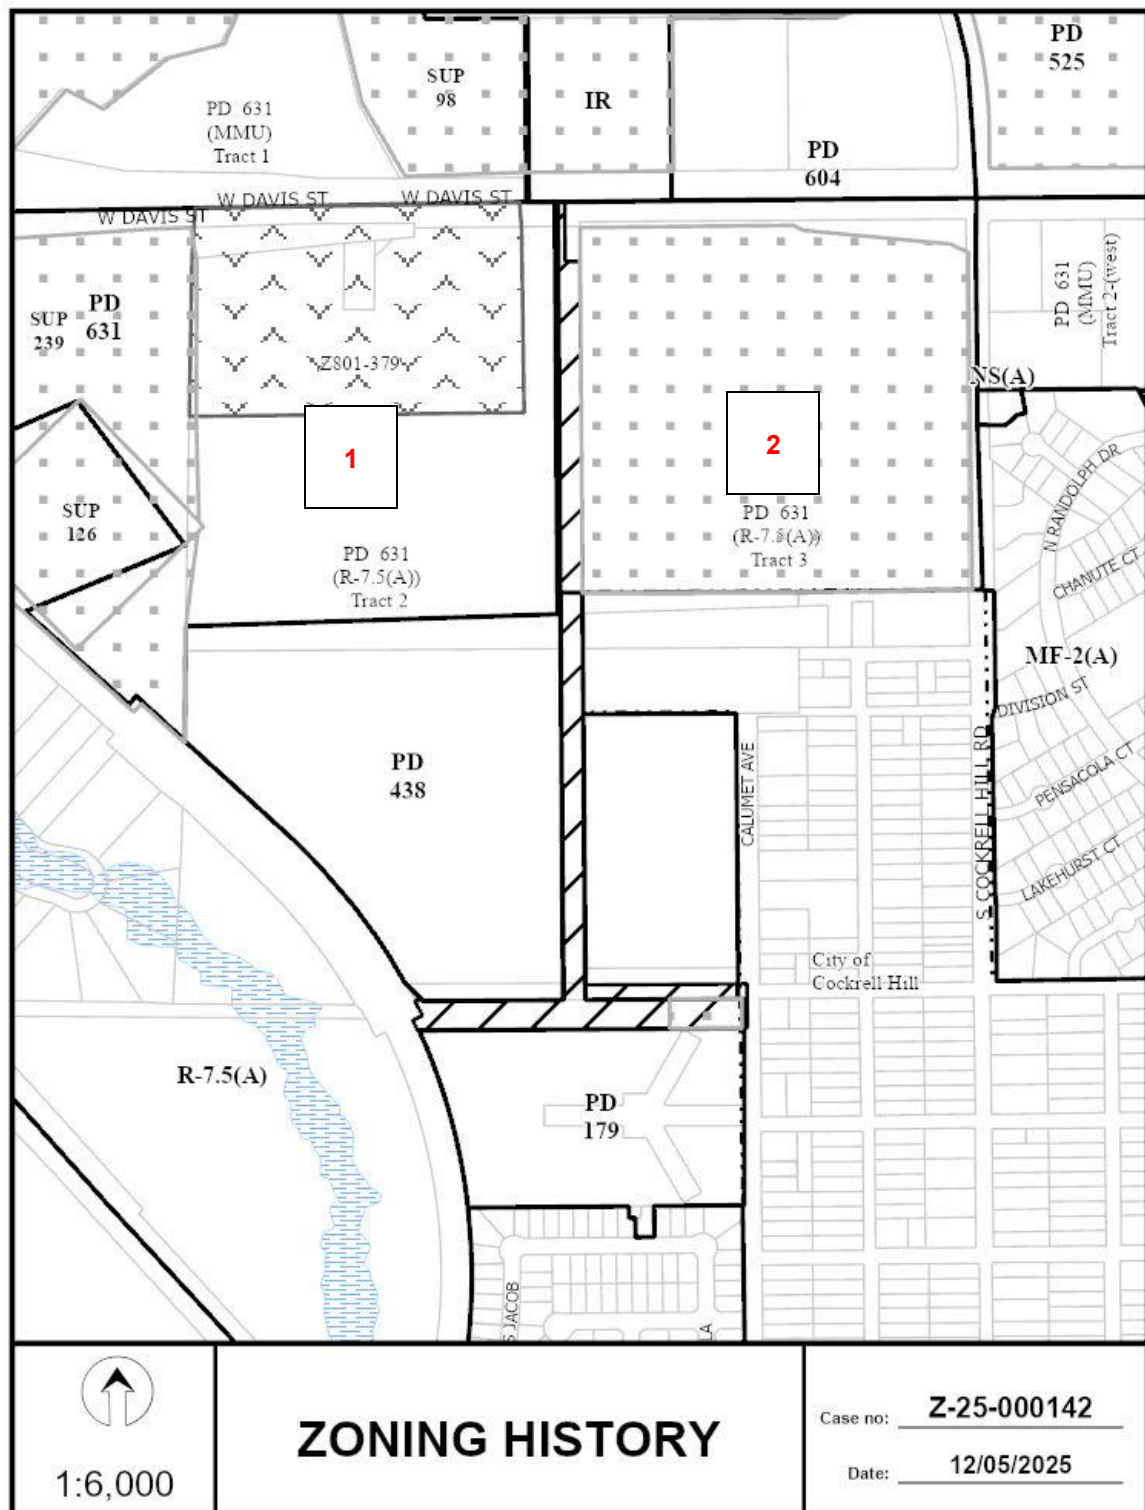 PD
525
SUP
98
IR
PD 631
(MMU)
Tract 1
PD
604
W DAVIS ST
W DAVIS ST
W DAVIS ST
PD 631
(MMU)
Tract 2-(west)
SUP
239
PD
631
Z801-379
NS(A)
1
2
SUP
126
PD 631
(R-7.5(A))
Tract 2
PD 631
(R-7.5(A))
Tract 3
N RANDOLPH DR
CHANUTE CT
MF-2(A)
DIVISION ST
PD
438
CALUMET AVE
S COCKRELL HILL RD
PENSACOLA CT
LAKEHURST CT
City of
Cockrell Hill
R-7.5(A)
PD
179
S JACOB
LA
1:6,000
ZONING HISTORY
Case no: Z-25-000142
Date: 12/05/2025